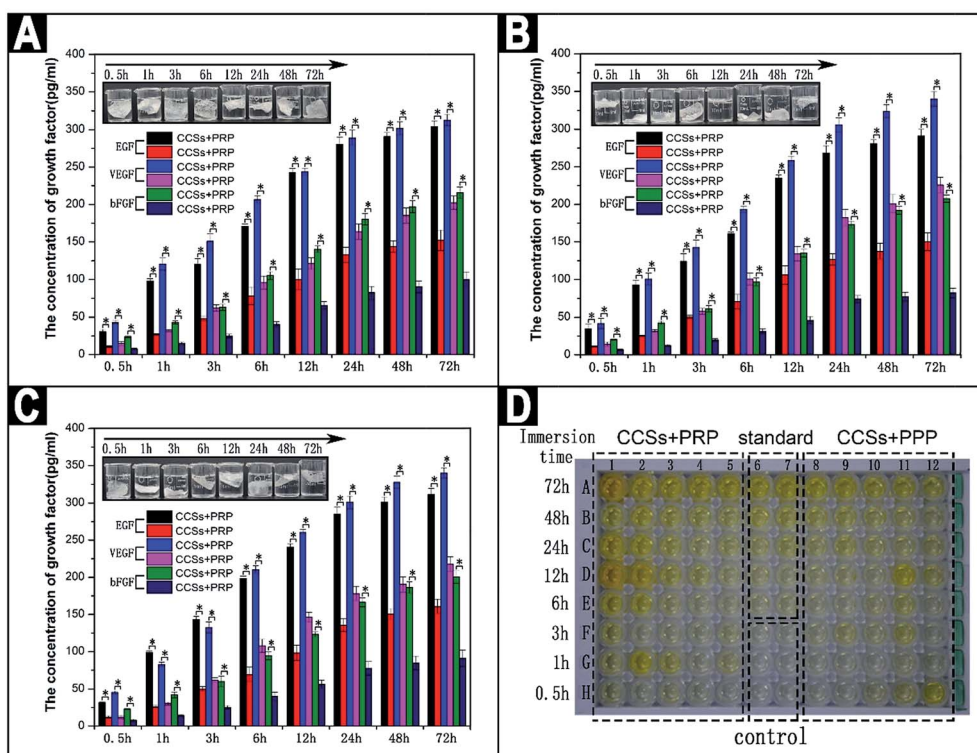 A
The concentration of growth factor(pg/ml)
400
350
300
250
200
150
100
50
0
0.5h 1h 3h 6h 12h 24h 48h 72h
EGF
VEGF
bFGF
CCSs+PRP
CCSs+PRP
CCSs+PRP
CCSs+PRP
CCSs+PRP
CCSs+PRP
0.5h 1h 3h 6h 12h 24h 48h 72h
B
The concentration of growth factor(pg/ml)
400
350
300
250
200
150
100
50
0
0.5h 1h 3h 6h 12h 24h 48h 72h
EGF
VEGF
bFGF
CCSs+PRP
CCSs+PRP
CCSs+PRP
CCSs+PRP
CCSs+PRP
CCSs+PRP
0.5h 1h 3h 6h 12h 24h 48h 72h
C
The concentration of growth factor(pg/ml)
400
350
300
250
200
150
100
50
0
0.5h 1h 3h 6h 12h 24h 48h 72h
EGF
VEGF
bFGF
CCSs+PRP
CCSs+PRP
CCSs+PRP
CCSs+PRP
CCSs+PRP
CCSs+PRP
0.5h 1h 3h 6h 12h 24h 48h 72h
D
Immersion time
CCSs+PRP standard CCSs+PPP
1 2 3 4 5 6 7 8 9 10 11 12
72h A
48h B
24h C
12h D
6h E
3h F
1h G
0.5h H
control